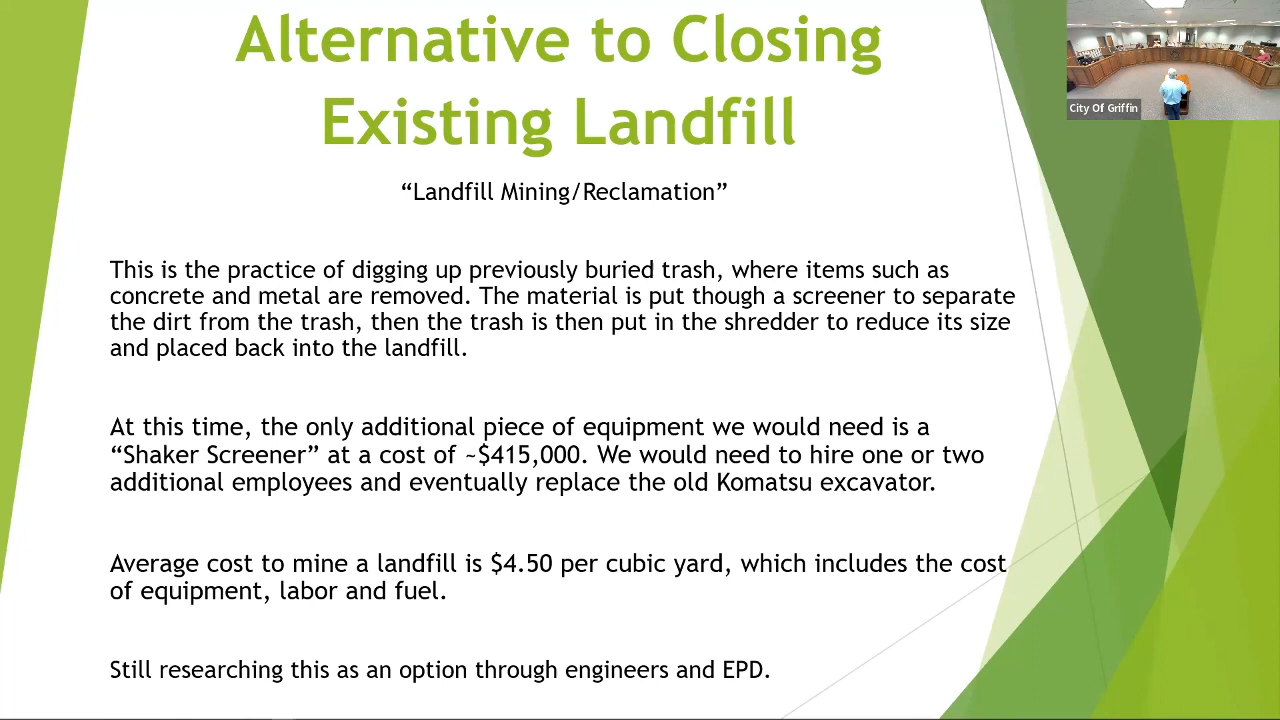 Alternative to Closing
Existing Landfill
“Landfill Mining/Reclamation”
This is the practice of digging up previously buried trash, where items such as
concrete and metal are removed. The material is put though a screener to separate
the dirt from the trash, then the trash is then put in the shredder to reduce its size
and placed back into the landfill.
At this time, the only additional piece of equipment we would need is a
“Shaker Screener” at a cost of ~$415,000. We would need to hire one or two
additional employees and eventually replace the old Komatsu excavator.
Average cost to mine a landfill is $4.50 per cubic yard, which includes the cost
of equipment, labor and fuel.
Still researching this as an option through engineers and EPD.
City Of Griffin